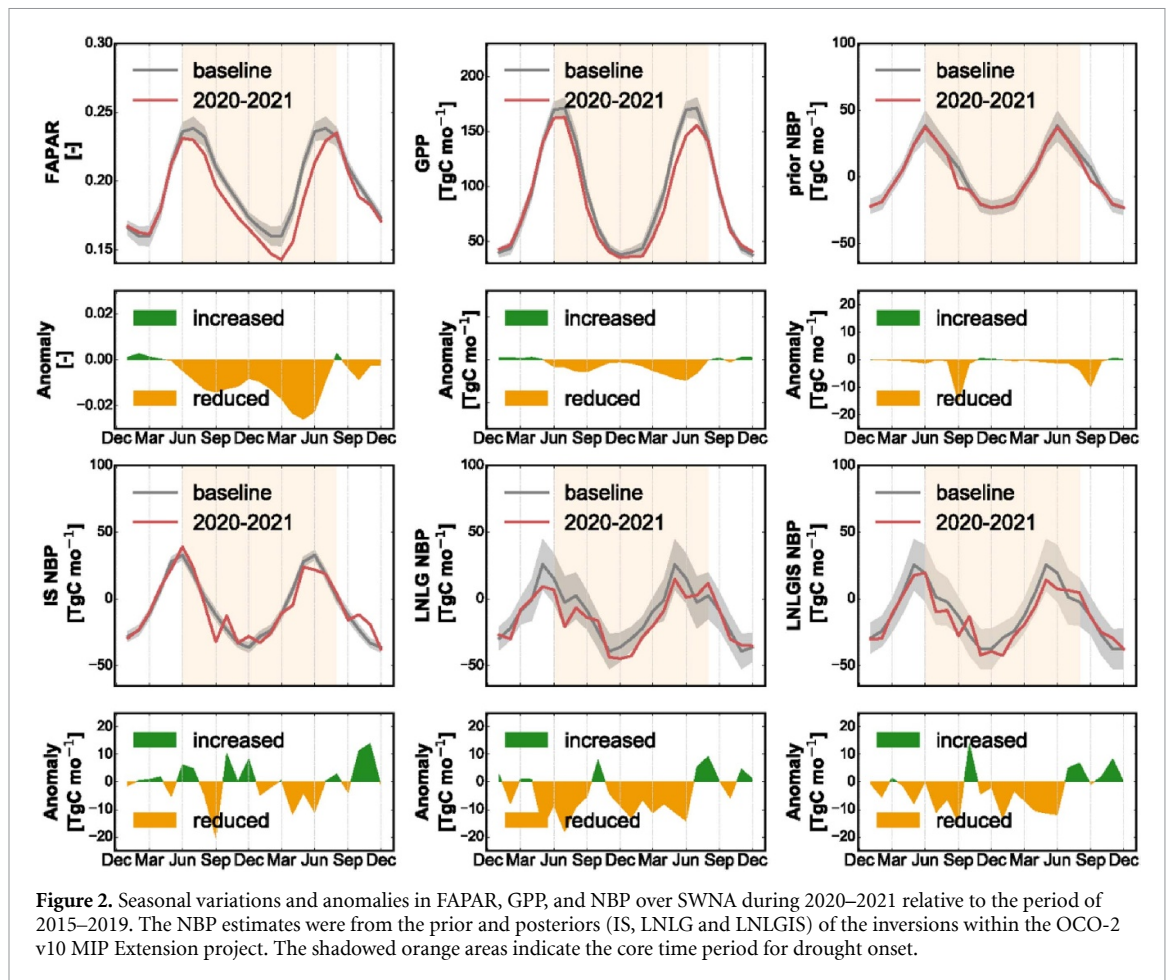 0.30
0.25
0.20
0.15
FAPAR
[-]
baseline
2020-2021
200
150
100
50
GPP
[TgC mo⁻¹]
baseline
2020-2021
100
50
0
−50
prior NBP
[TgC mo⁻¹]
baseline
2020-2021
0.02
0.00
−0.02
Anomaly
[-]
increased
reduced
Dec Mar Jun Sep Dec Mar Jun Sep Dec
Anomaly
[TgC mo⁻¹]
increased
reduced
Dec Mar Jun Sep Dec Mar Jun Sep Dec
20
10
0
−10
−20
Anomaly
[TgC mo⁻¹]
increased
reduced
Dec Mar Jun Sep Dec Mar Jun Sep Dec
100
50
0
−50
IS NBP
[TgC mo⁻¹]
baseline
2020-2021
100
50
0
−50
LNLG NBP
[TgC mo⁻¹]
baseline
2020-2021
100
50
0
−50
LNLGIS NBP
[TgC mo⁻¹]
baseline
2020-2021
20
10
0
−10
−20
Anomaly
[TgC mo⁻¹]
increased
reduced
Dec Mar Jun Sep Dec Mar Jun Sep Dec
20
10
0
−10
−20
Anomaly
[TgC mo⁻¹]
increased
reduced
Dec Mar Jun Sep Dec Mar Jun Sep Dec
20
10
0
−10
−20
Anomaly
[TgC mo⁻¹]
increased
reduced
Dec Mar Jun Sep Dec Mar Jun Sep Dec
Figure 2. Seasonal variations and anomalies in FAPAR, GPP, and NBP over SWNA during 2020–2021 relative to the period of
2015–2019. The NBP estimates were from the prior and posteriors (IS, LNLG and LNLGIS) of the inversions within the OCO-2
v10 MIP Extension project. The shadowed orange areas indicate the core time period for drought onset.